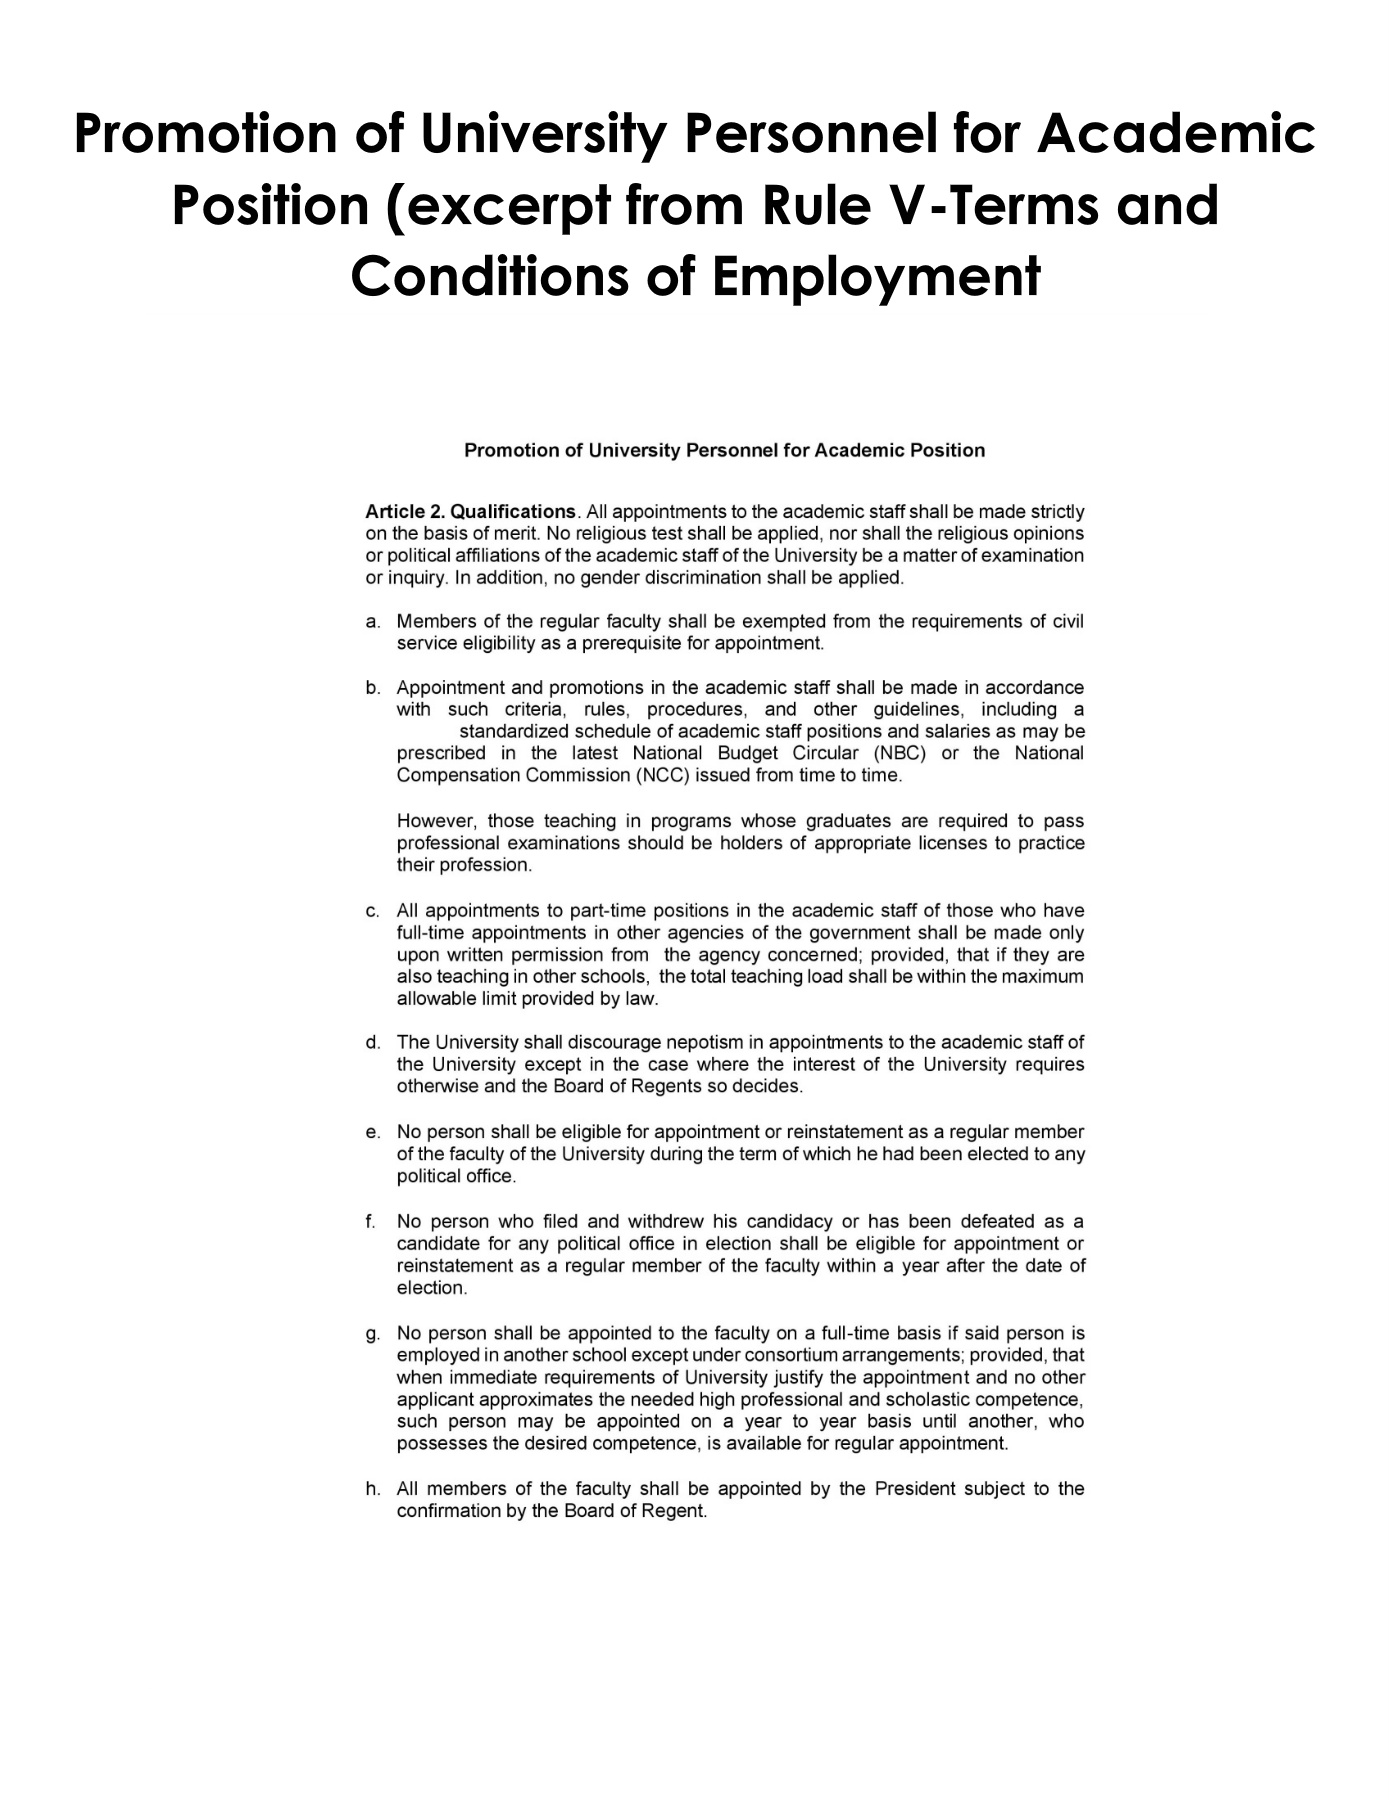 Promotion of University Personnel for Academic
Position (excerpt from Rule V-Terms and
Conditions of Employment
Promotion of University Personnel for Academic Position
Article 2. Qualifications. All appointments to the academic staff shall be made strictly
on the basis of merit. No religious test shall be applied, nor shall the religious opinions
or political affiliations of the academic staff of the University be a matter of examination
or inquiry. In addition, no gender discrimination shall be applied.
a. Members of the regular faculty shall be exempted from the requirements of civil
service eligibility as a prerequisite for appointment.
b. Appointment and promotions in the academic staff shall be made in accordance
with such criteria, rules, procedures, and other guidelines, including a
standardized schedule of academic staff positions and salaries as may be
prescribed in the latest National Budget Circular (NBC) or the National
Compensation Commission (NCC) issued from time to time.
However, those teaching in programs whose graduates are required to pass
professional examinations should be holders of appropriate licenses to practice
their profession.
c. All appointments to part-time positions in the academic staff of those who have
full-time appointments in other agencies of the government shall be made only
upon written permission from the agency concerned; provided, that if they are
also teaching in other schools, the total teaching load shall be within the maximum
allowable limit provided by law.
d. The University shall discourage nepotism in appointments to the academic staff of
the University except in the case where the interest of the University requires
otherwise and the Board of Regents so decides.
e. No person shall be eligible for appointment or reinstatement as a regular member
of the faculty of the University during the term of which he had been elected to any
political office.
f. No person who filed and withdrew his candidacy or has been defeated as a
candidate for any political office in election shall be eligible for appointment or
reinstatement as a regular member of the faculty within a year after the date of
election.
g. No person shall be appointed to the faculty on a full-time basis if said person is
employed in another school except under consortium arrangements; provided, that
when immediate requirements of University justify the appointment and no other
applicant approximates the needed high professional and scholastic competence,
such person may be appointed on a year to year basis until another, who
possesses the desired competence, is available for regular appointment.
h. All members of the faculty shall be appointed by the President subject to the
confirmation by the Board of Regent.